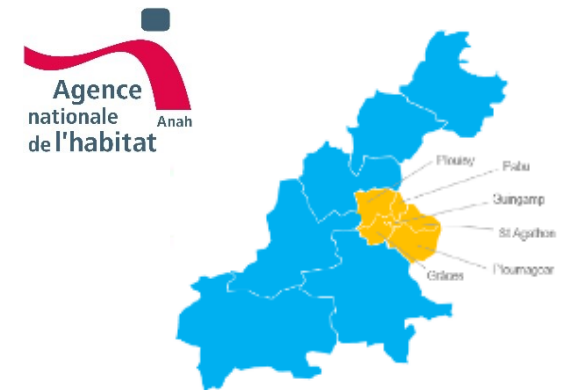 Agence
nationale
Anah
de l'habitat
Plouisy
Pabu
Guingamp
St Agathon
Ploumagoar
Grâces